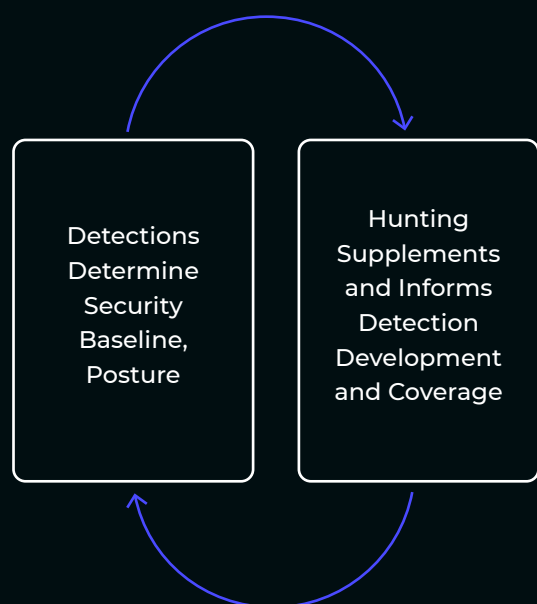 Detections
Determine
Security
Baseline,
Posture
Hunting
Supplements
and Informs
Detection
Development
and Coverage